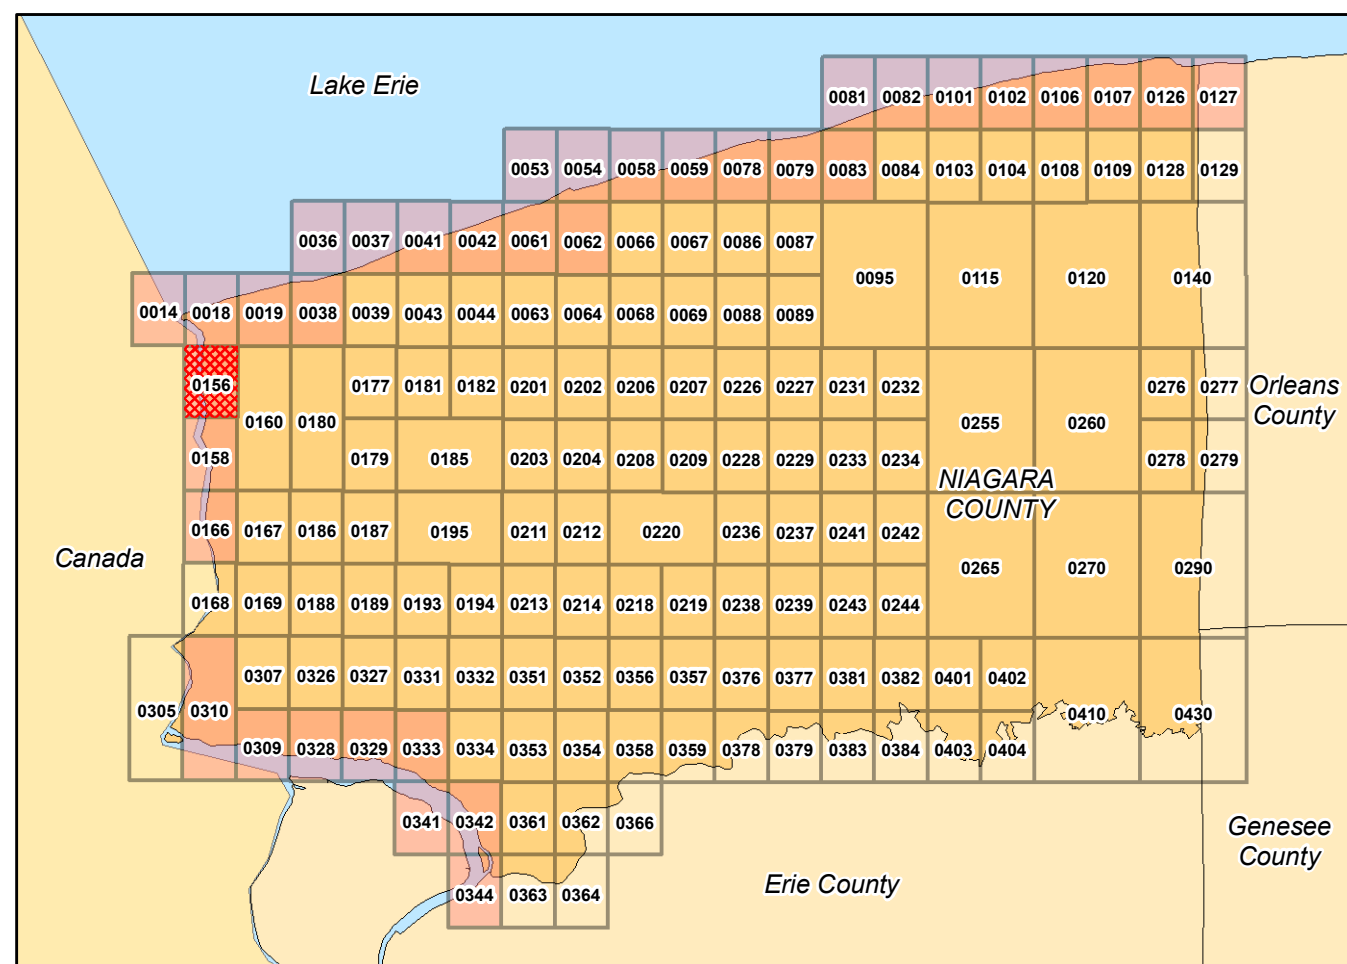 Lake Erie
0081 0082 0101 0102 0106 0107 0126 0127
0053 0054 0058 0059 0078 0079 0083 0084 0103 0104 0108 0109 0128 0129
0036 0037 0041 0042 0061 0062 0066 0067 0086 0087
0095 0115 0120 0140
0014 0018 0019 0038 0039 0043 0044 0063 0064 0068 0069 0088 0089
0156 0177 0181 0182 0201 0202 0206 0207 0226 0227 0231 0232 0276 0277
Orleans
County
0160 0180 0255 0260
0158 0179 0185 0203 0204 0208 0209 0228 0229 0233 0234 0278 0279
NIAGARA
COUNTY
0166 0167 0186 0187 0195 0211 0212 0220 0236 0237 0241 0242
Canada
0265 0270 0290
0168 0169 0188 0189 0193 0194 0213 0214 0218 0219 0238 0239 0243 0244
0307 0326 0327 0331 0332 0351 0352 0356 0357 0376 0377 0381 0382 0401 0402
0305 0310 0410 0430
0309 0328 0329 0333 0334 0353 0354 0358 0359 0378 0379 0383 0384 0403 0404
0341 0342 0361 0362 0366
Genesee
County
Erie County
0344 0363 0364